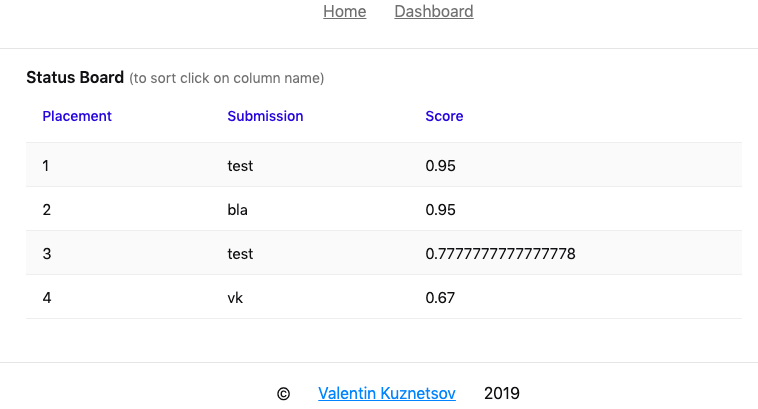 Home Dashboard
Status Board (to sort click on column name)
Placement Submission Score
1 test 0.95
2 bla 0.95
3 test 0.7777777777777778
4 vk 0.67
© Valentin Kuznetsov 2019